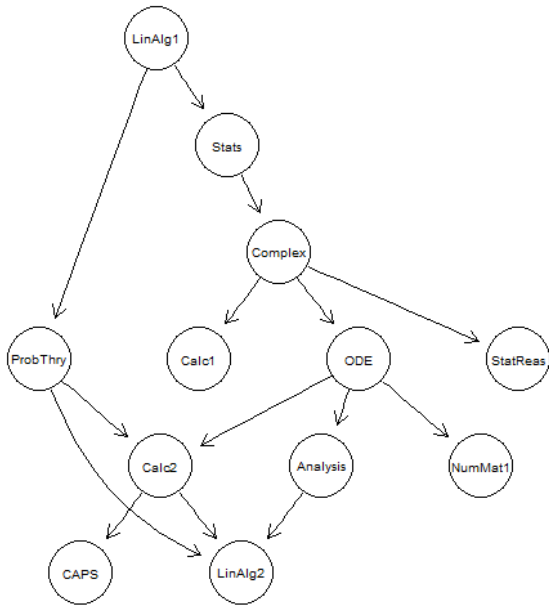 LinAlg1
Stats
Complex
ProbThry
Calc1
ODE
StatReas
Calc2
Analysis
NumMat1
CAPS
LinAlg2